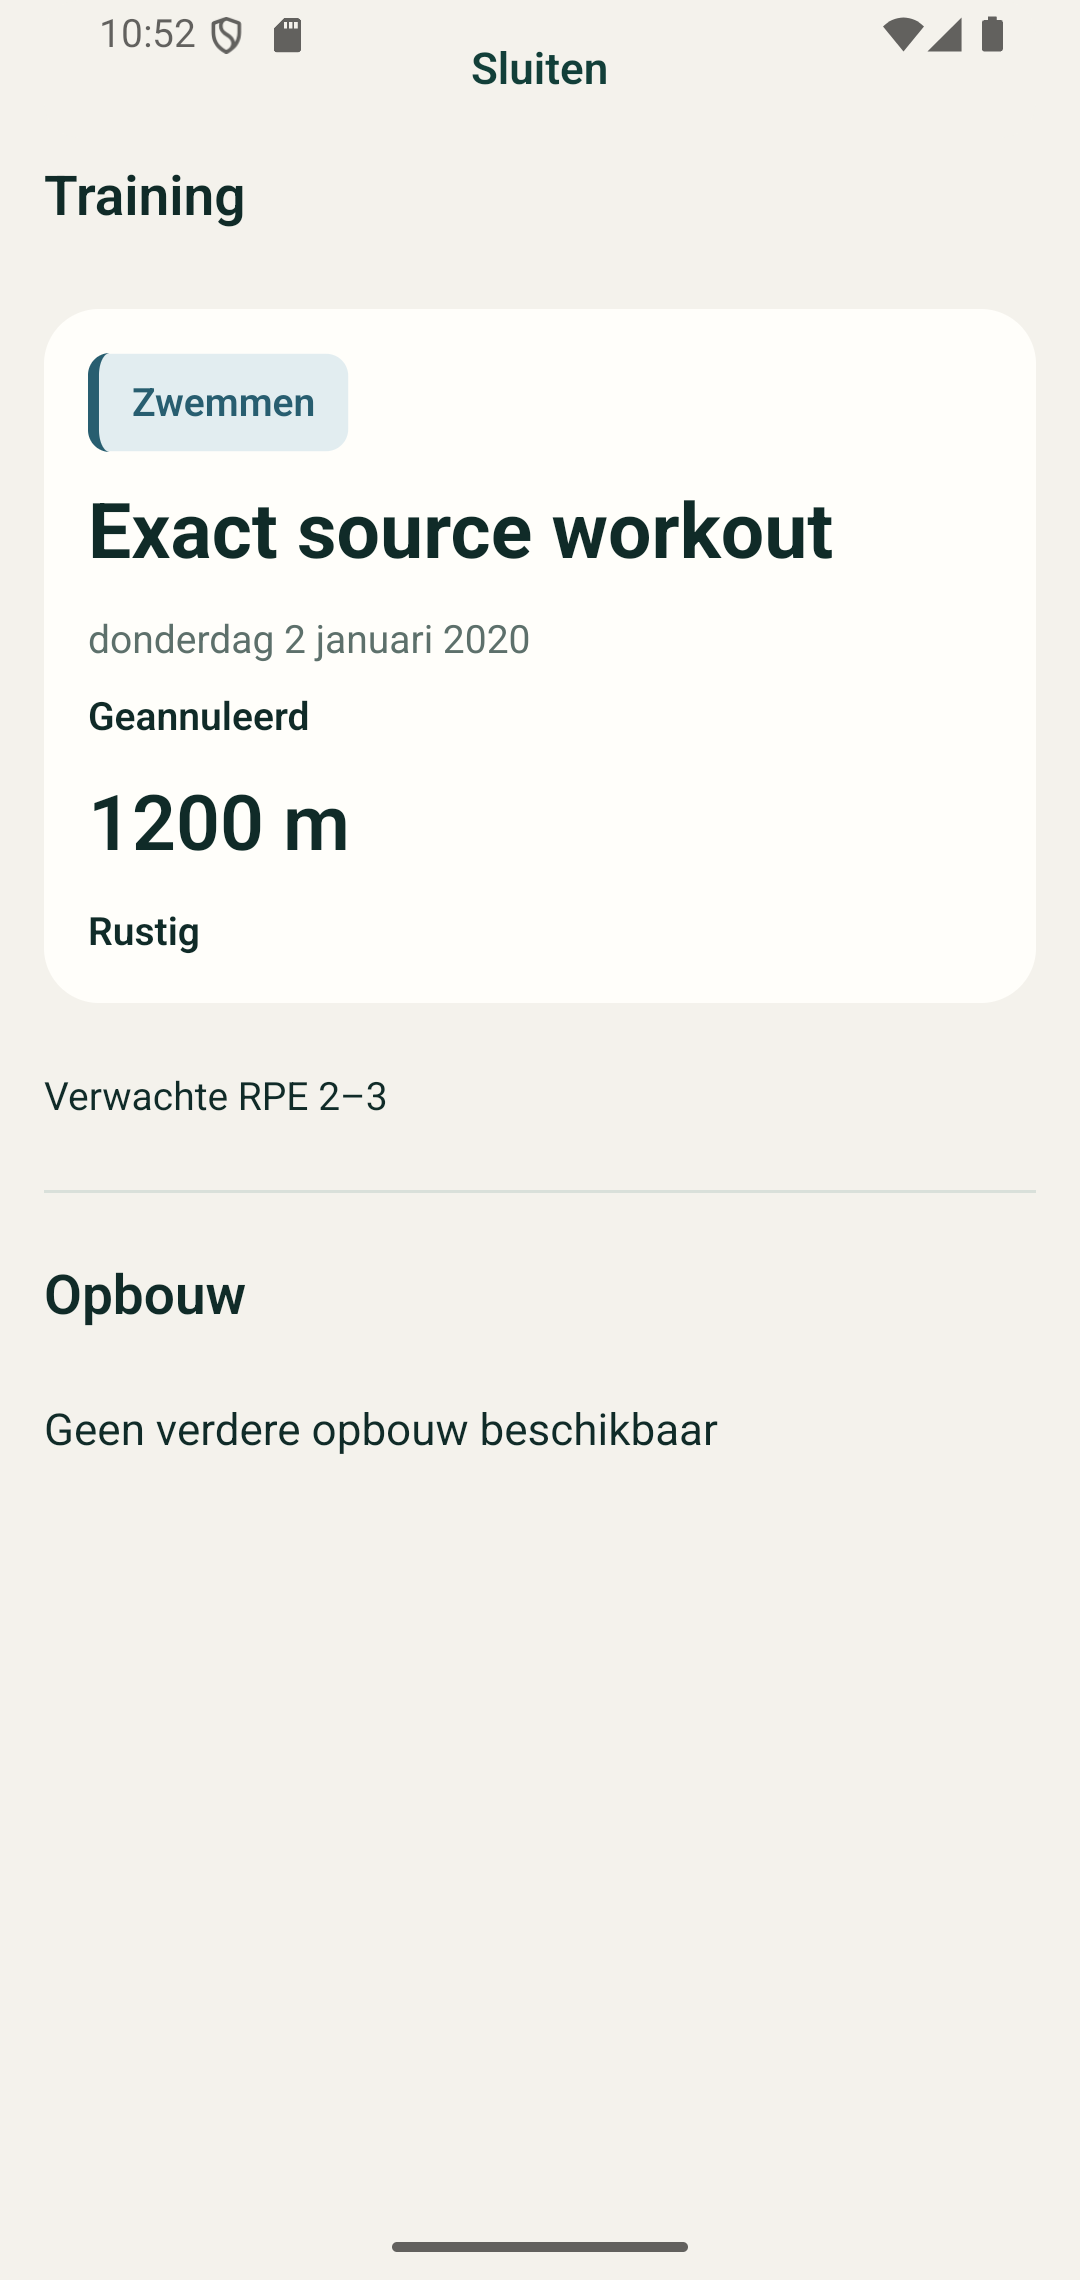 10:52
Sluiten
Training
Zwemmen
Exact source workout
donderdag 2 januari 2020
Geannuleerd
1200 m
Rustig
Verwachte RPE 2–3
Opbouw
Geen verdere opbouw beschikbaar